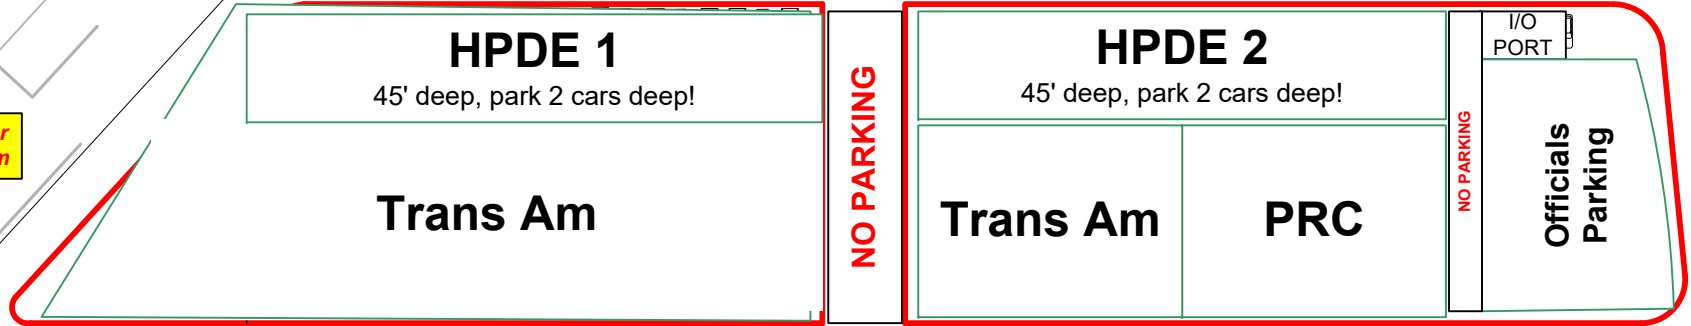 HPDE 1
45' deep, park 2 cars deep!
Trans Am
NO PARKING
HPDE 2
45' deep, park 2 cars deep!
Trans Am
PRC
NO PARKING
I/O
PORT
Officials
Parking